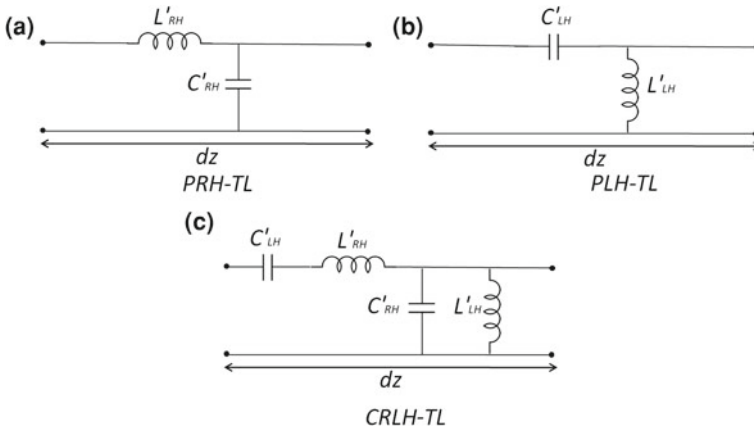 (a)
L'RH
C'RH
dz
PRH-TL
(b)
C'LH
L'LH
dz
PLH-TL
(c)
C'LH
L'RH
C'RH
L'LH
dz
CRLH-TL